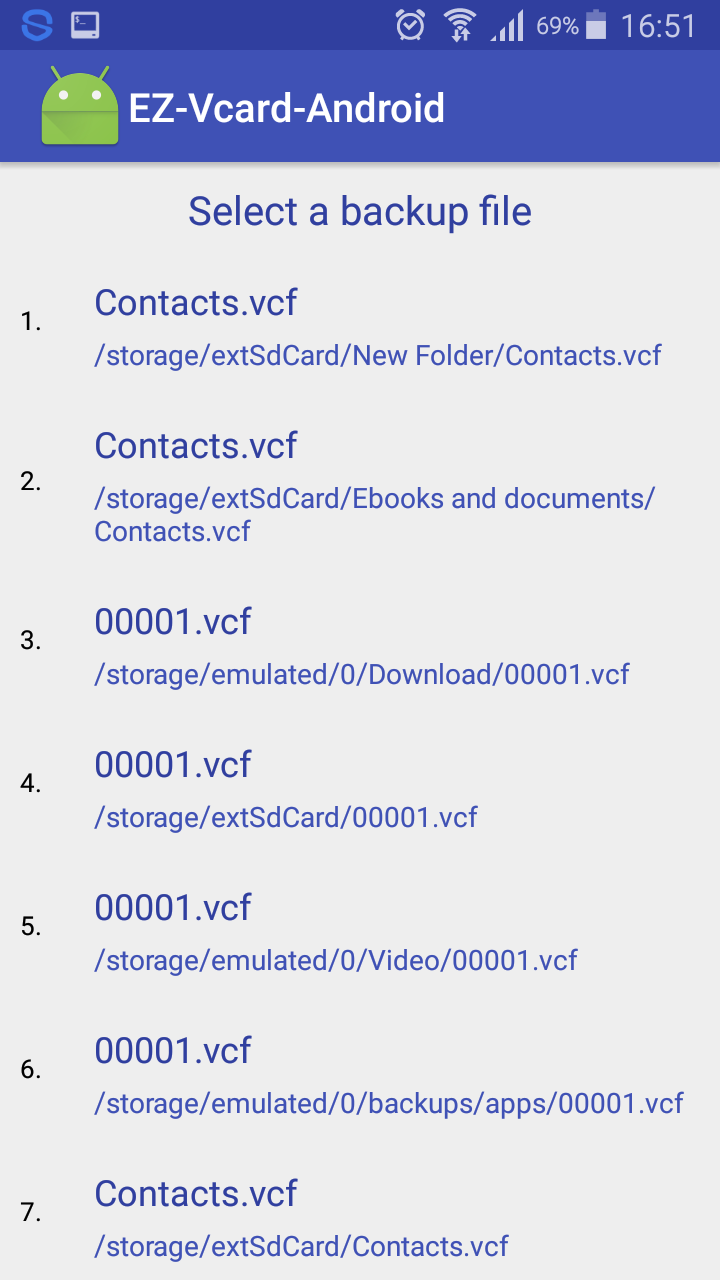 69% 16:51
EZ-Vcard-Android
Select a backup file
1.
Contacts.vcf
/storage/extSdCard/New Folder/Contacts.vcf
2.
Contacts.vcf
/storage/extSdCard/Ebooks and documents/
Contacts.vcf
3.
00001.vcf
/storage/emulated/0/Download/00001.vcf
4.
00001.vcf
/storage/extSdCard/00001.vcf
5.
00001.vcf
/storage/emulated/0/Video/00001.vcf
6.
00001.vcf
/storage/emulated/0/backups/apps/00001.vcf
7.
Contacts.vcf
/storage/extSdCard/Contacts.vcf